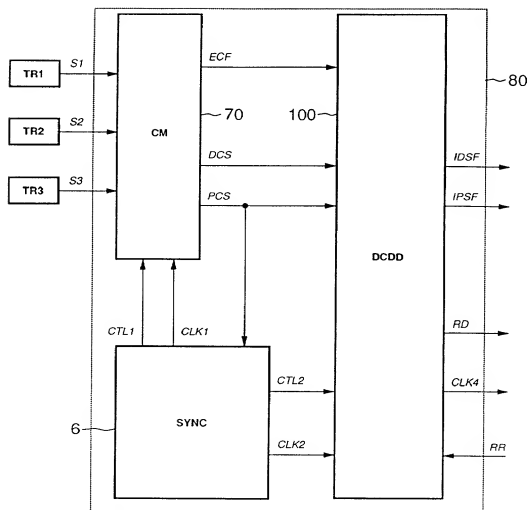 ECF
80
S1
TR1
70
100
CM
S2
TR2
DCS
IDSF
S3
TR3
PCS
IPSF
DCDD
CTL1
CLK1
RD
CTL2
CLK4
6
SYNC
CLK2
RR